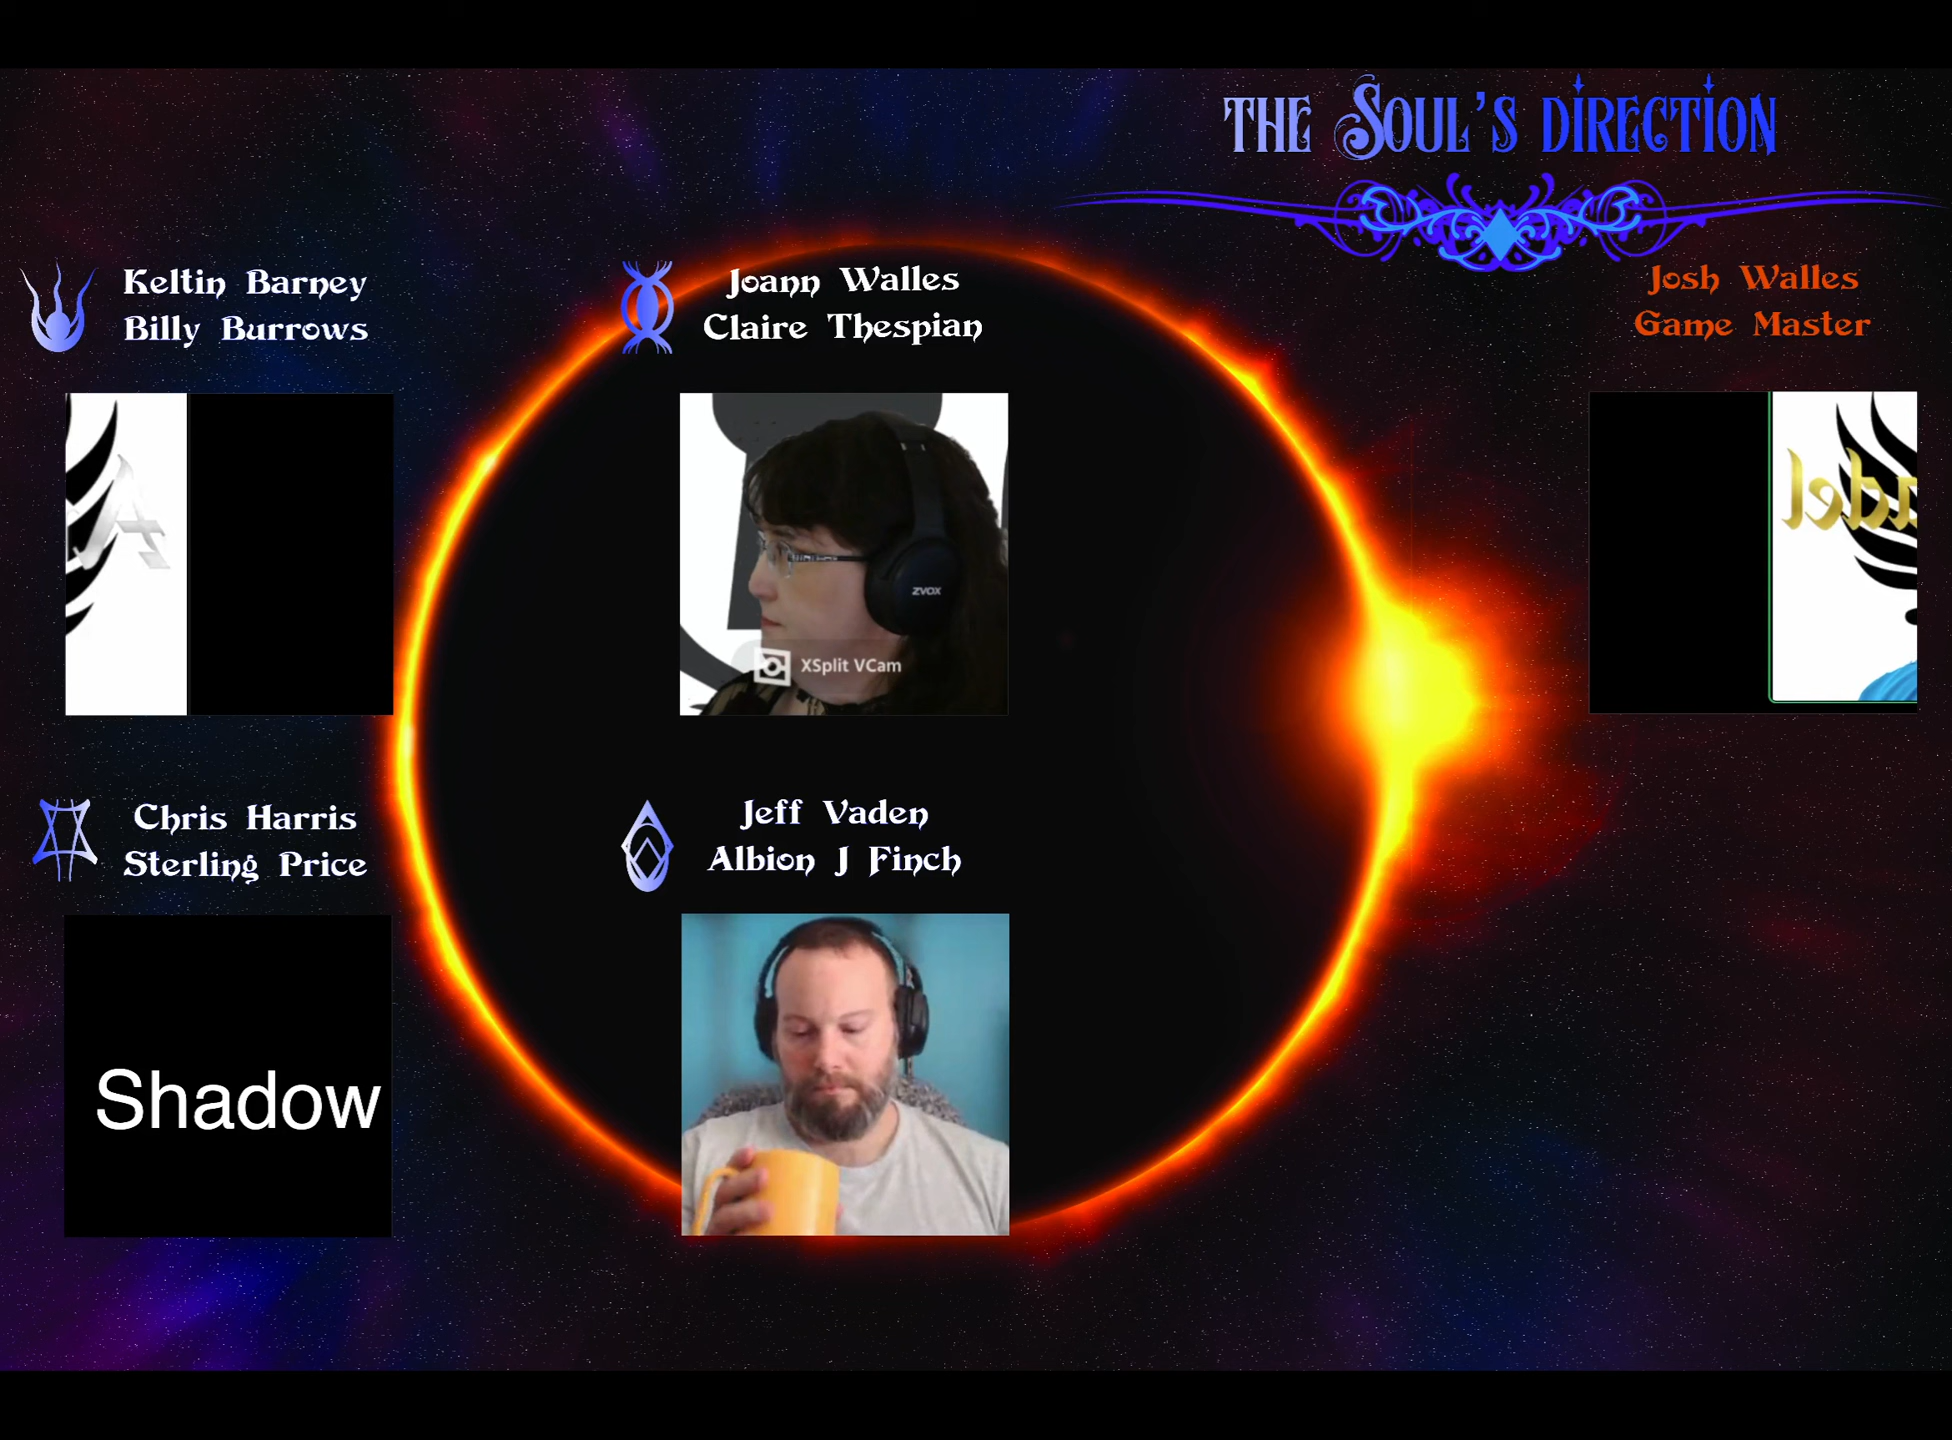 The Soul's Direction
Keltin Barney
Billy Burrows
Joann Walles
Claire Thespian
Josh Walles
Game Master
ZVOX
XSplit VCam
Chris Harris
Sterling Price
Jeff Vaden
Albion J Finch
Shadow